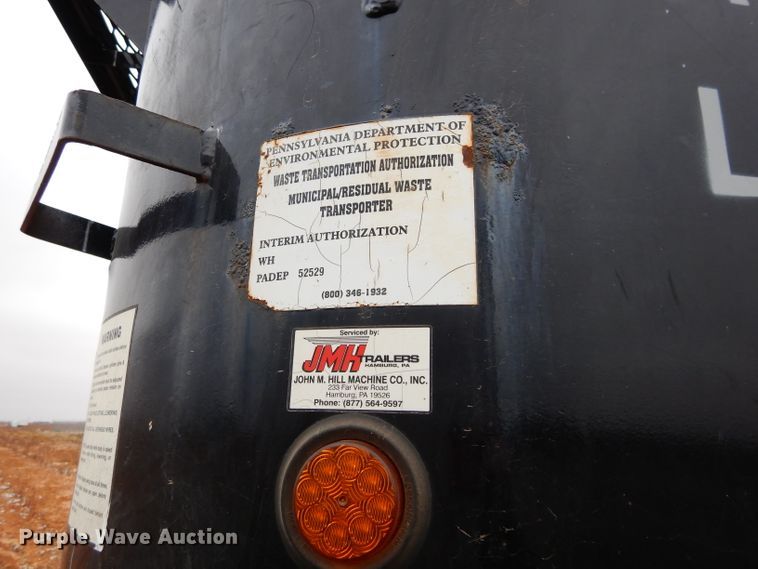 PENNSYLVANIA DEPARTMENT OF
ENVIRONMENTAL PROTECTION
WASTE TRANSPORTATION AUTHORIZATION
MUNICIPAL/RESIDUAL WASTE
TRANSPORTER
INTERIM AUTHORIZATION
WH
PADEP 52529
(800) 346-1932
Serviced by:
JMH TRAILERS
HAMBURG, PA
JOHN M. HILL MACHINE CO., INC.
233 Far View Road
Hamburg, PA 19526
Phone: (877) 564-9597
WARNING
L
Purple Wave Auction